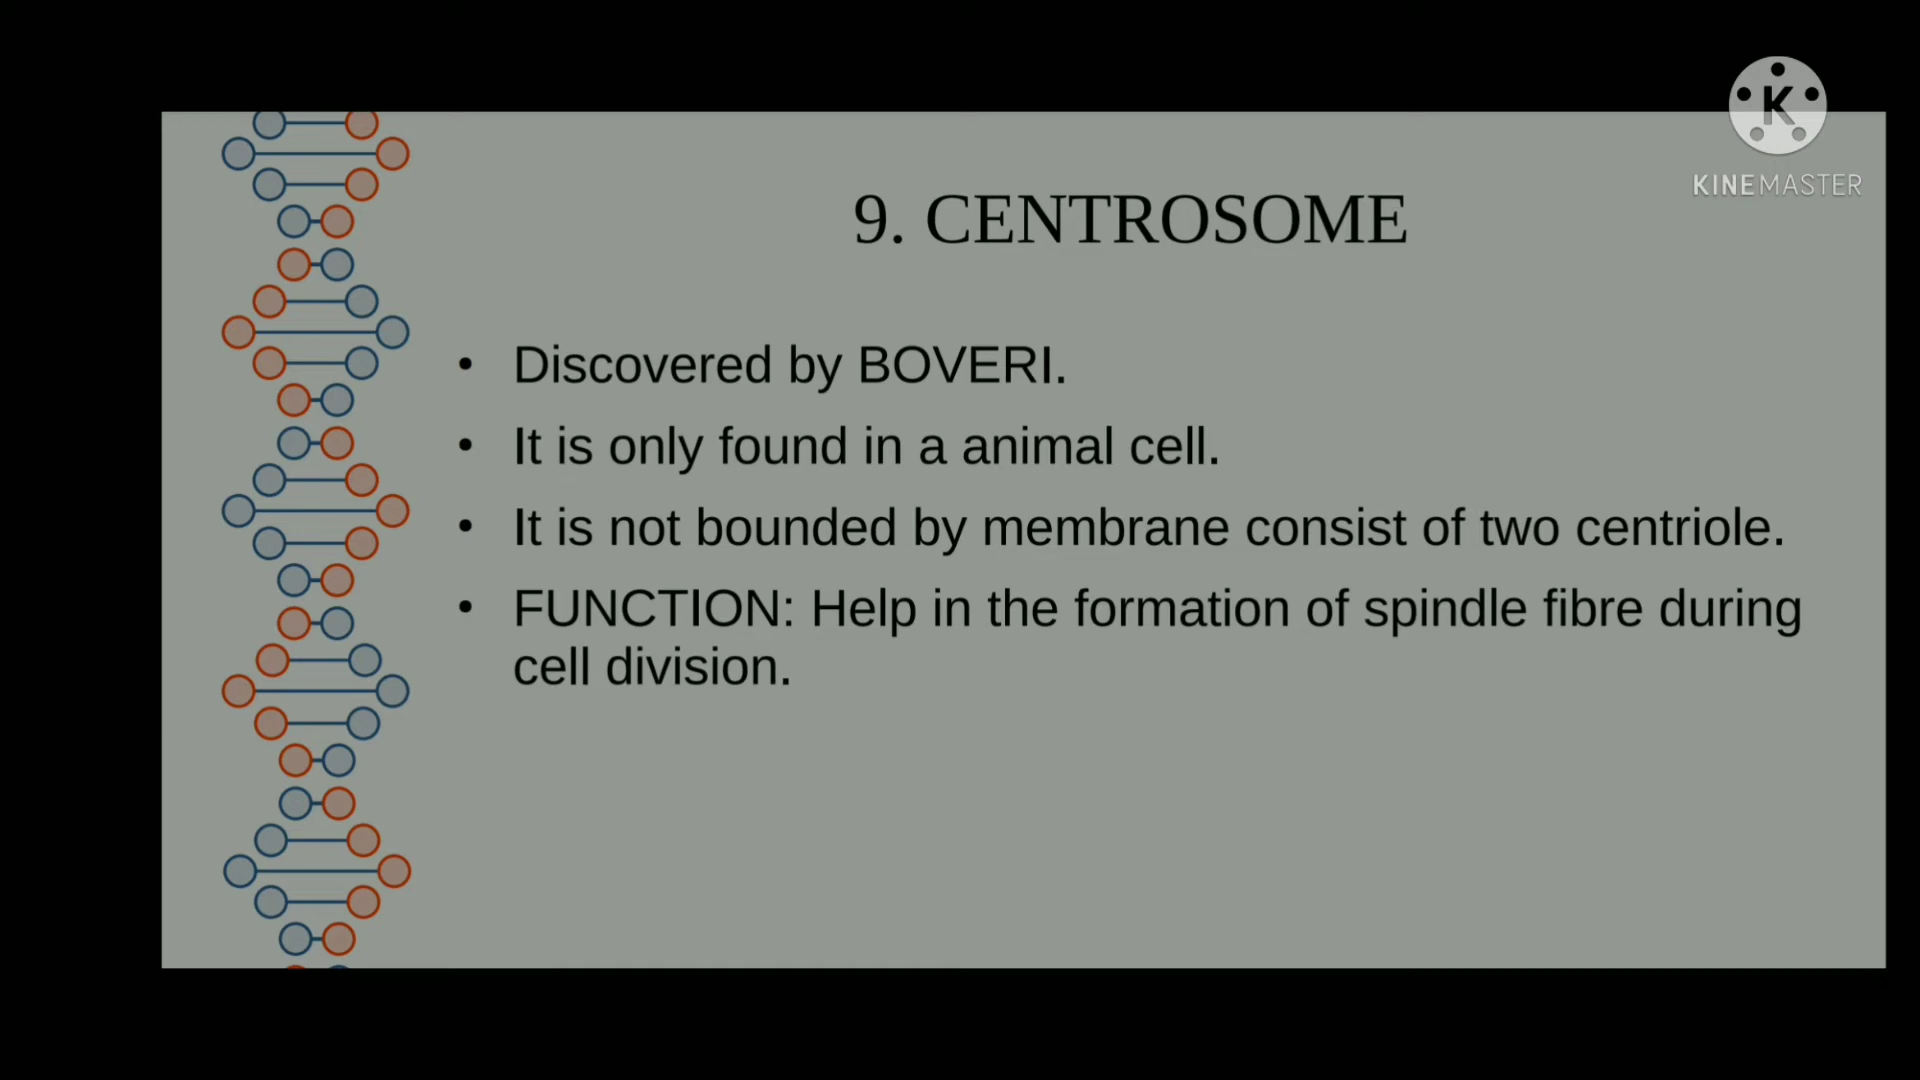 K
KINEMASTER
9. CENTROSOME
• Discovered by BOVERI.
• It is only found in a animal cell.
• It is not bounded by membrane consist of two centriole.
• FUNCTION: Help in the formation of spindle fibre during
cell division.